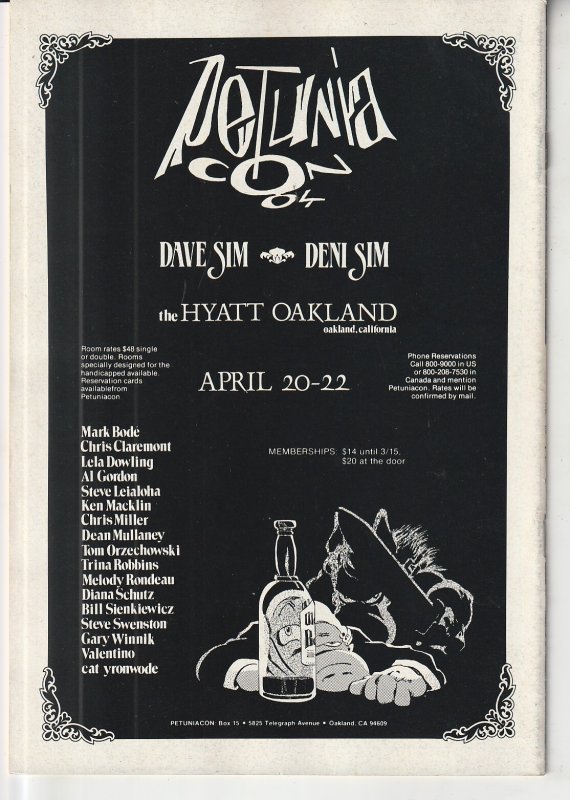 PETUNIA
CON
84
DAVE SIM DENI SIM
the HYATT OAKLAND
oakland, california
Room rates $48 single
or double. Rooms
specially designed for the
handicapped available.
Reservation cards
availablefrom
Petuniacon
APRIL 20-22
Phone Reservations
Call 800-9000 in US
or 800-208-7530 in
Canada and mention
Petuniacon. Rates will be
confirmed by mail.
MEMBERSHIPS: $14 until 3/15,
$20 at the door
Mark Bodé
Chris Claremont
Lela Dowling
Al Gordon
Steve Leialoha
Ken Macklin
Chris Miller
Dean Mullaney
Tom Orzechowski
Trina Robbins
Melody Rondeau
Diana Schutz
Bill Sienkiewicz
Steve Swenston
Gary Winnik
Valentino
cat yronwode
PETUNIACON: Box 15 • 5825 Telegraph Avenue • Oakland, CA 94609